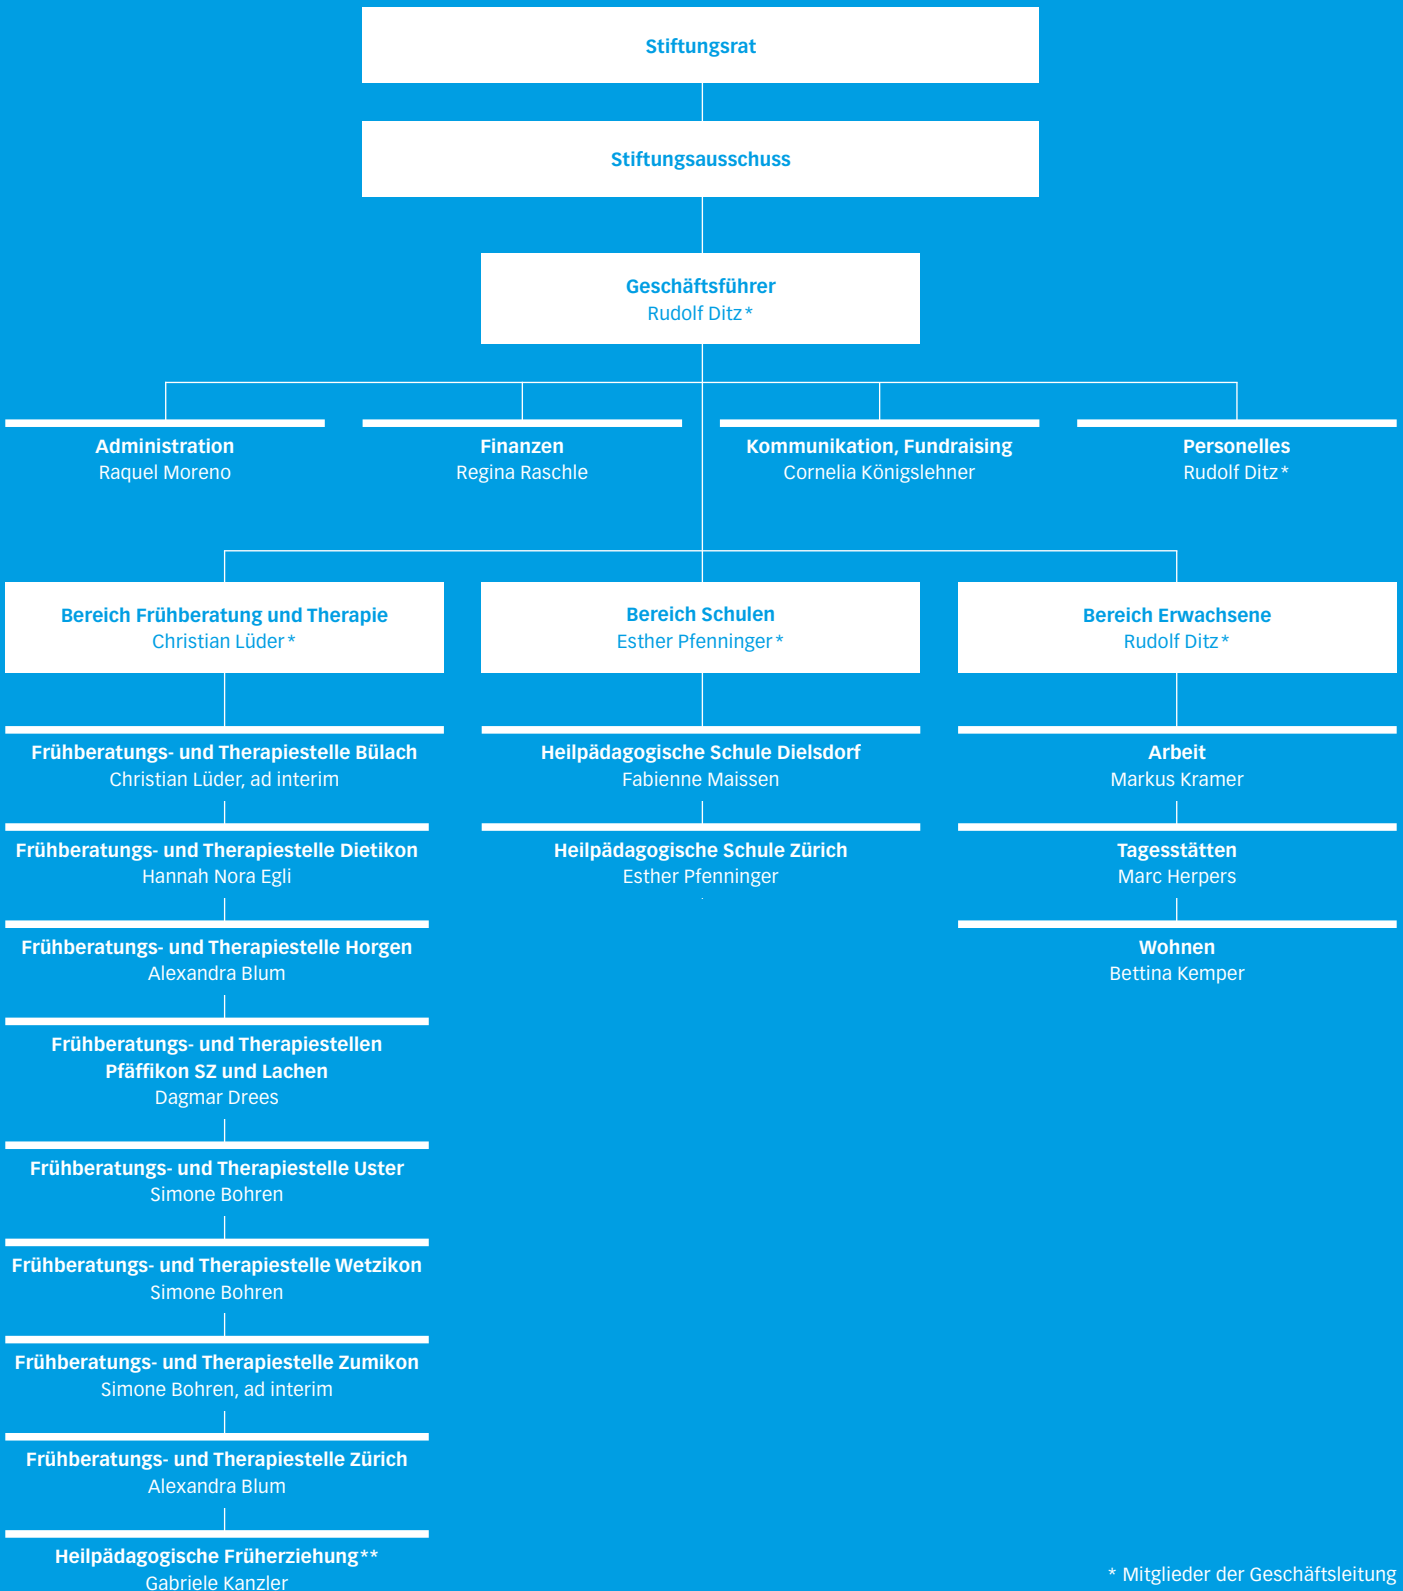 Stiftungsrat
Stiftungsausschuss
Geschäftsführer
Rudolf Ditz*
Administration
Raquel Moreno
Finanzen
Regina Raschle
Kommunikation, Fundraising
Cornelia Königslehner
Personelles
Rudolf Ditz*
Bereich Frühberatung und Therapie
Christian Lüder*
Bereich Schulen
Esther Pfenninger*
Bereich Erwachsene
Rudolf Ditz*
Frühberatungs- und Therapiestelle Bülach
Christian Lüder, ad interim
Frühberatungs- und Therapiestelle Dietikon
Hannah Nora Egli
Frühberatungs- und Therapiestelle Horgen
Alexandra Blum
Frühberatungs- und Therapiestellen
Pfäffikon SZ und Lachen
Dagmar Drees
Frühberatungs- und Therapiestelle Uster
Simone Bohren
Frühberatungs- und Therapiestelle Wetzikon
Simone Bohren
Frühberatungs- und Therapiestelle Zumikon
Simone Bohren, ad interim
Frühberatungs- und Therapiestelle Zürich
Alexandra Blum
Heilpädagogische Früherziehung**
Gabriele Kanzler
Heilpädagogische Schule Dielsdorf
Fabienne Maissen
Heilpädagogische Schule Zürich
Esther Pfenninger
Arbeit
Markus Kramer
Tagesstätten
Marc Herpers
Wohnen
Bettina Kemper
* Mitglieder der Geschäftsleitung